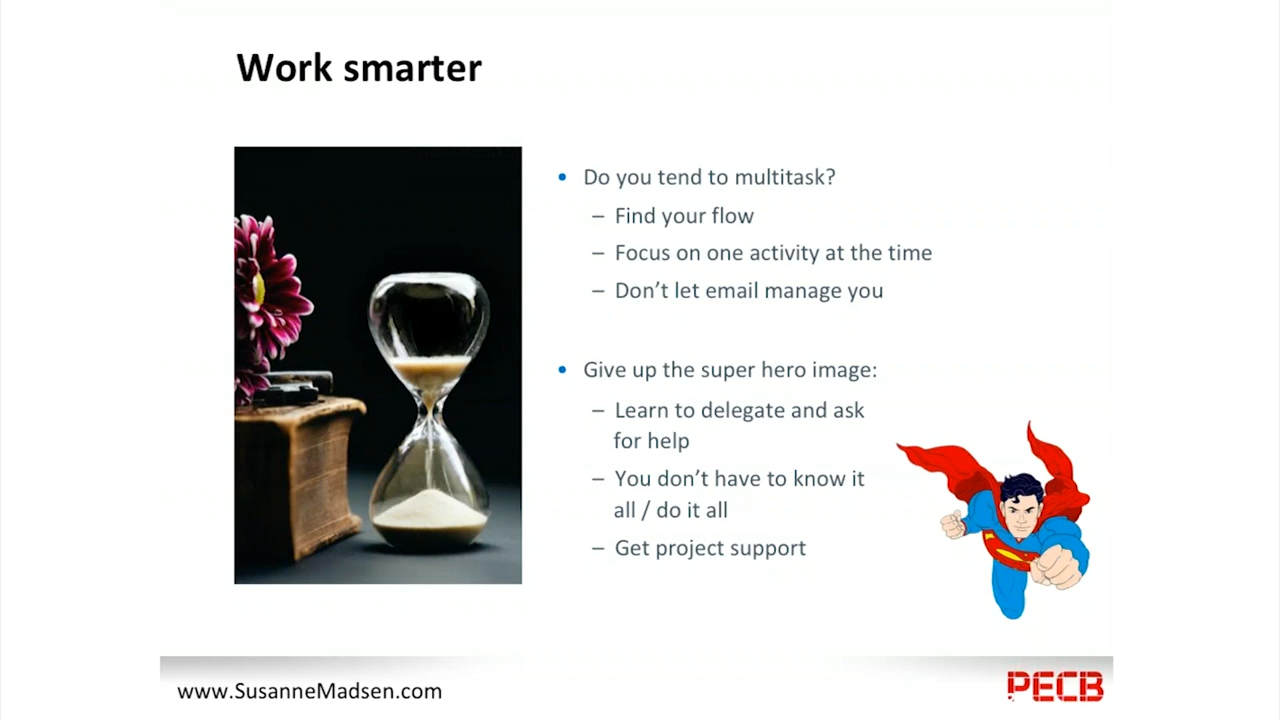 Work smarter
• Do you tend to multitask?
– Find your flow
– Focus on one activity at the time
– Don't let email manage you
• Give up the super hero image:
– Learn to delegate and ask
for help
– You don't have to know it
all / do it all
– Get project support
www.SusanneMadsen.com
PECB